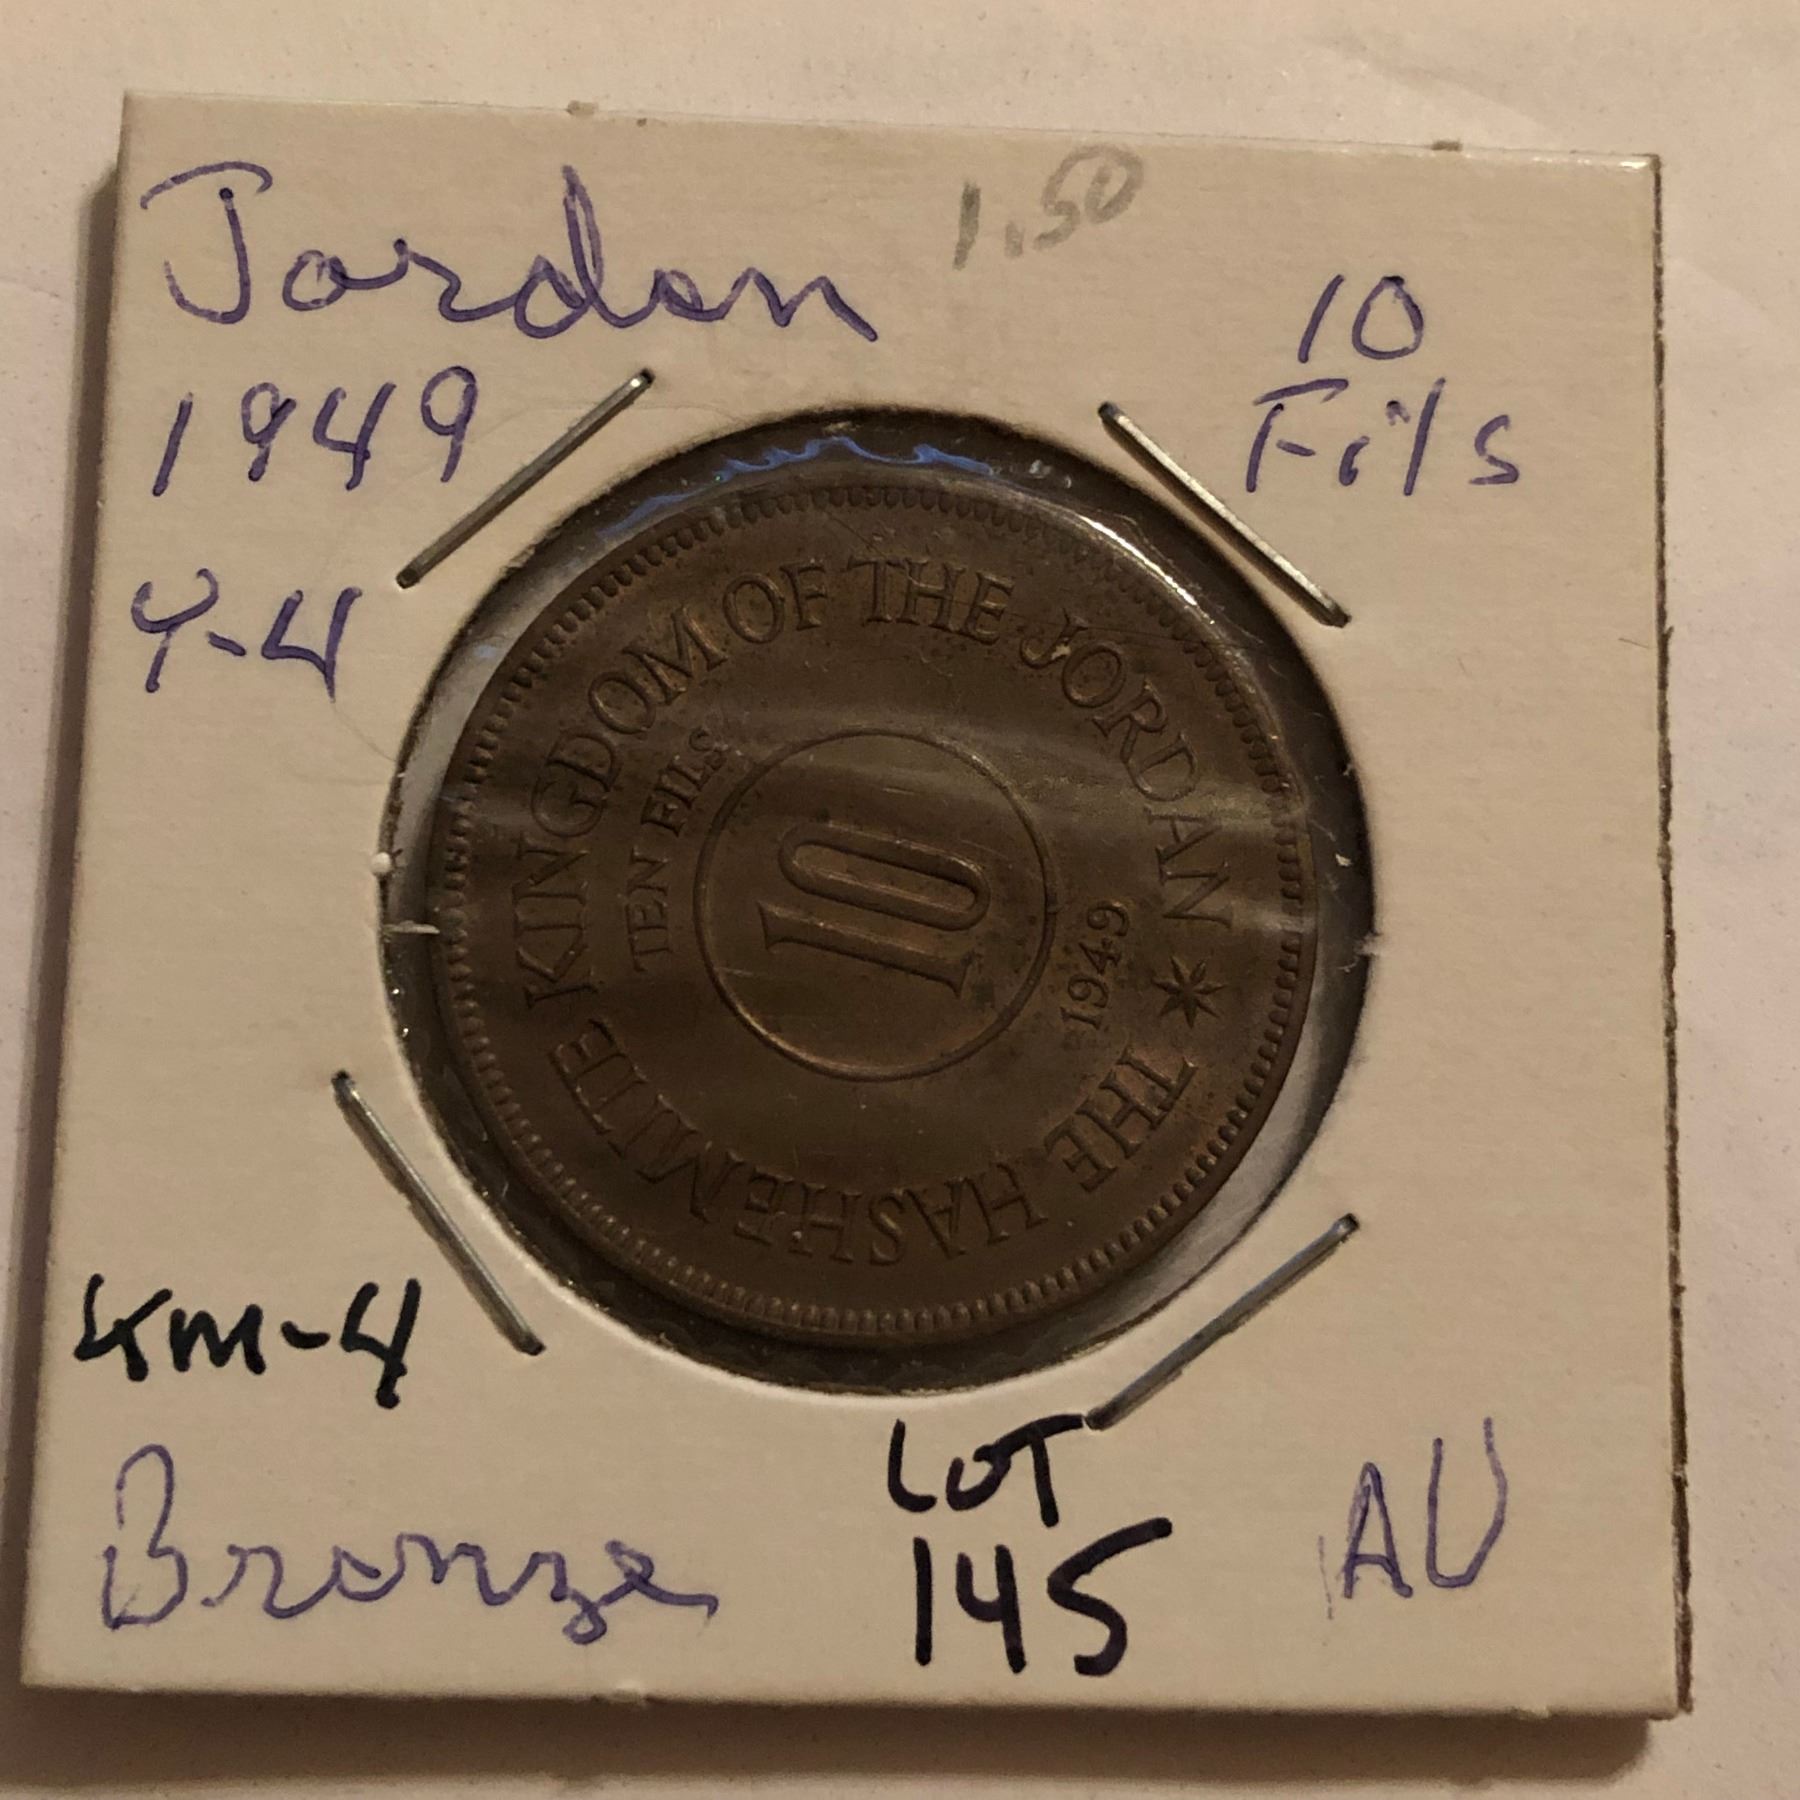 Jordan
1.50
10
Fils
1949
Y-4
THE HASHEMITE KINGDOM OF THE JORDAN
TEN FILS
10
1949
KM-4
Bronze
LOT
145
AU